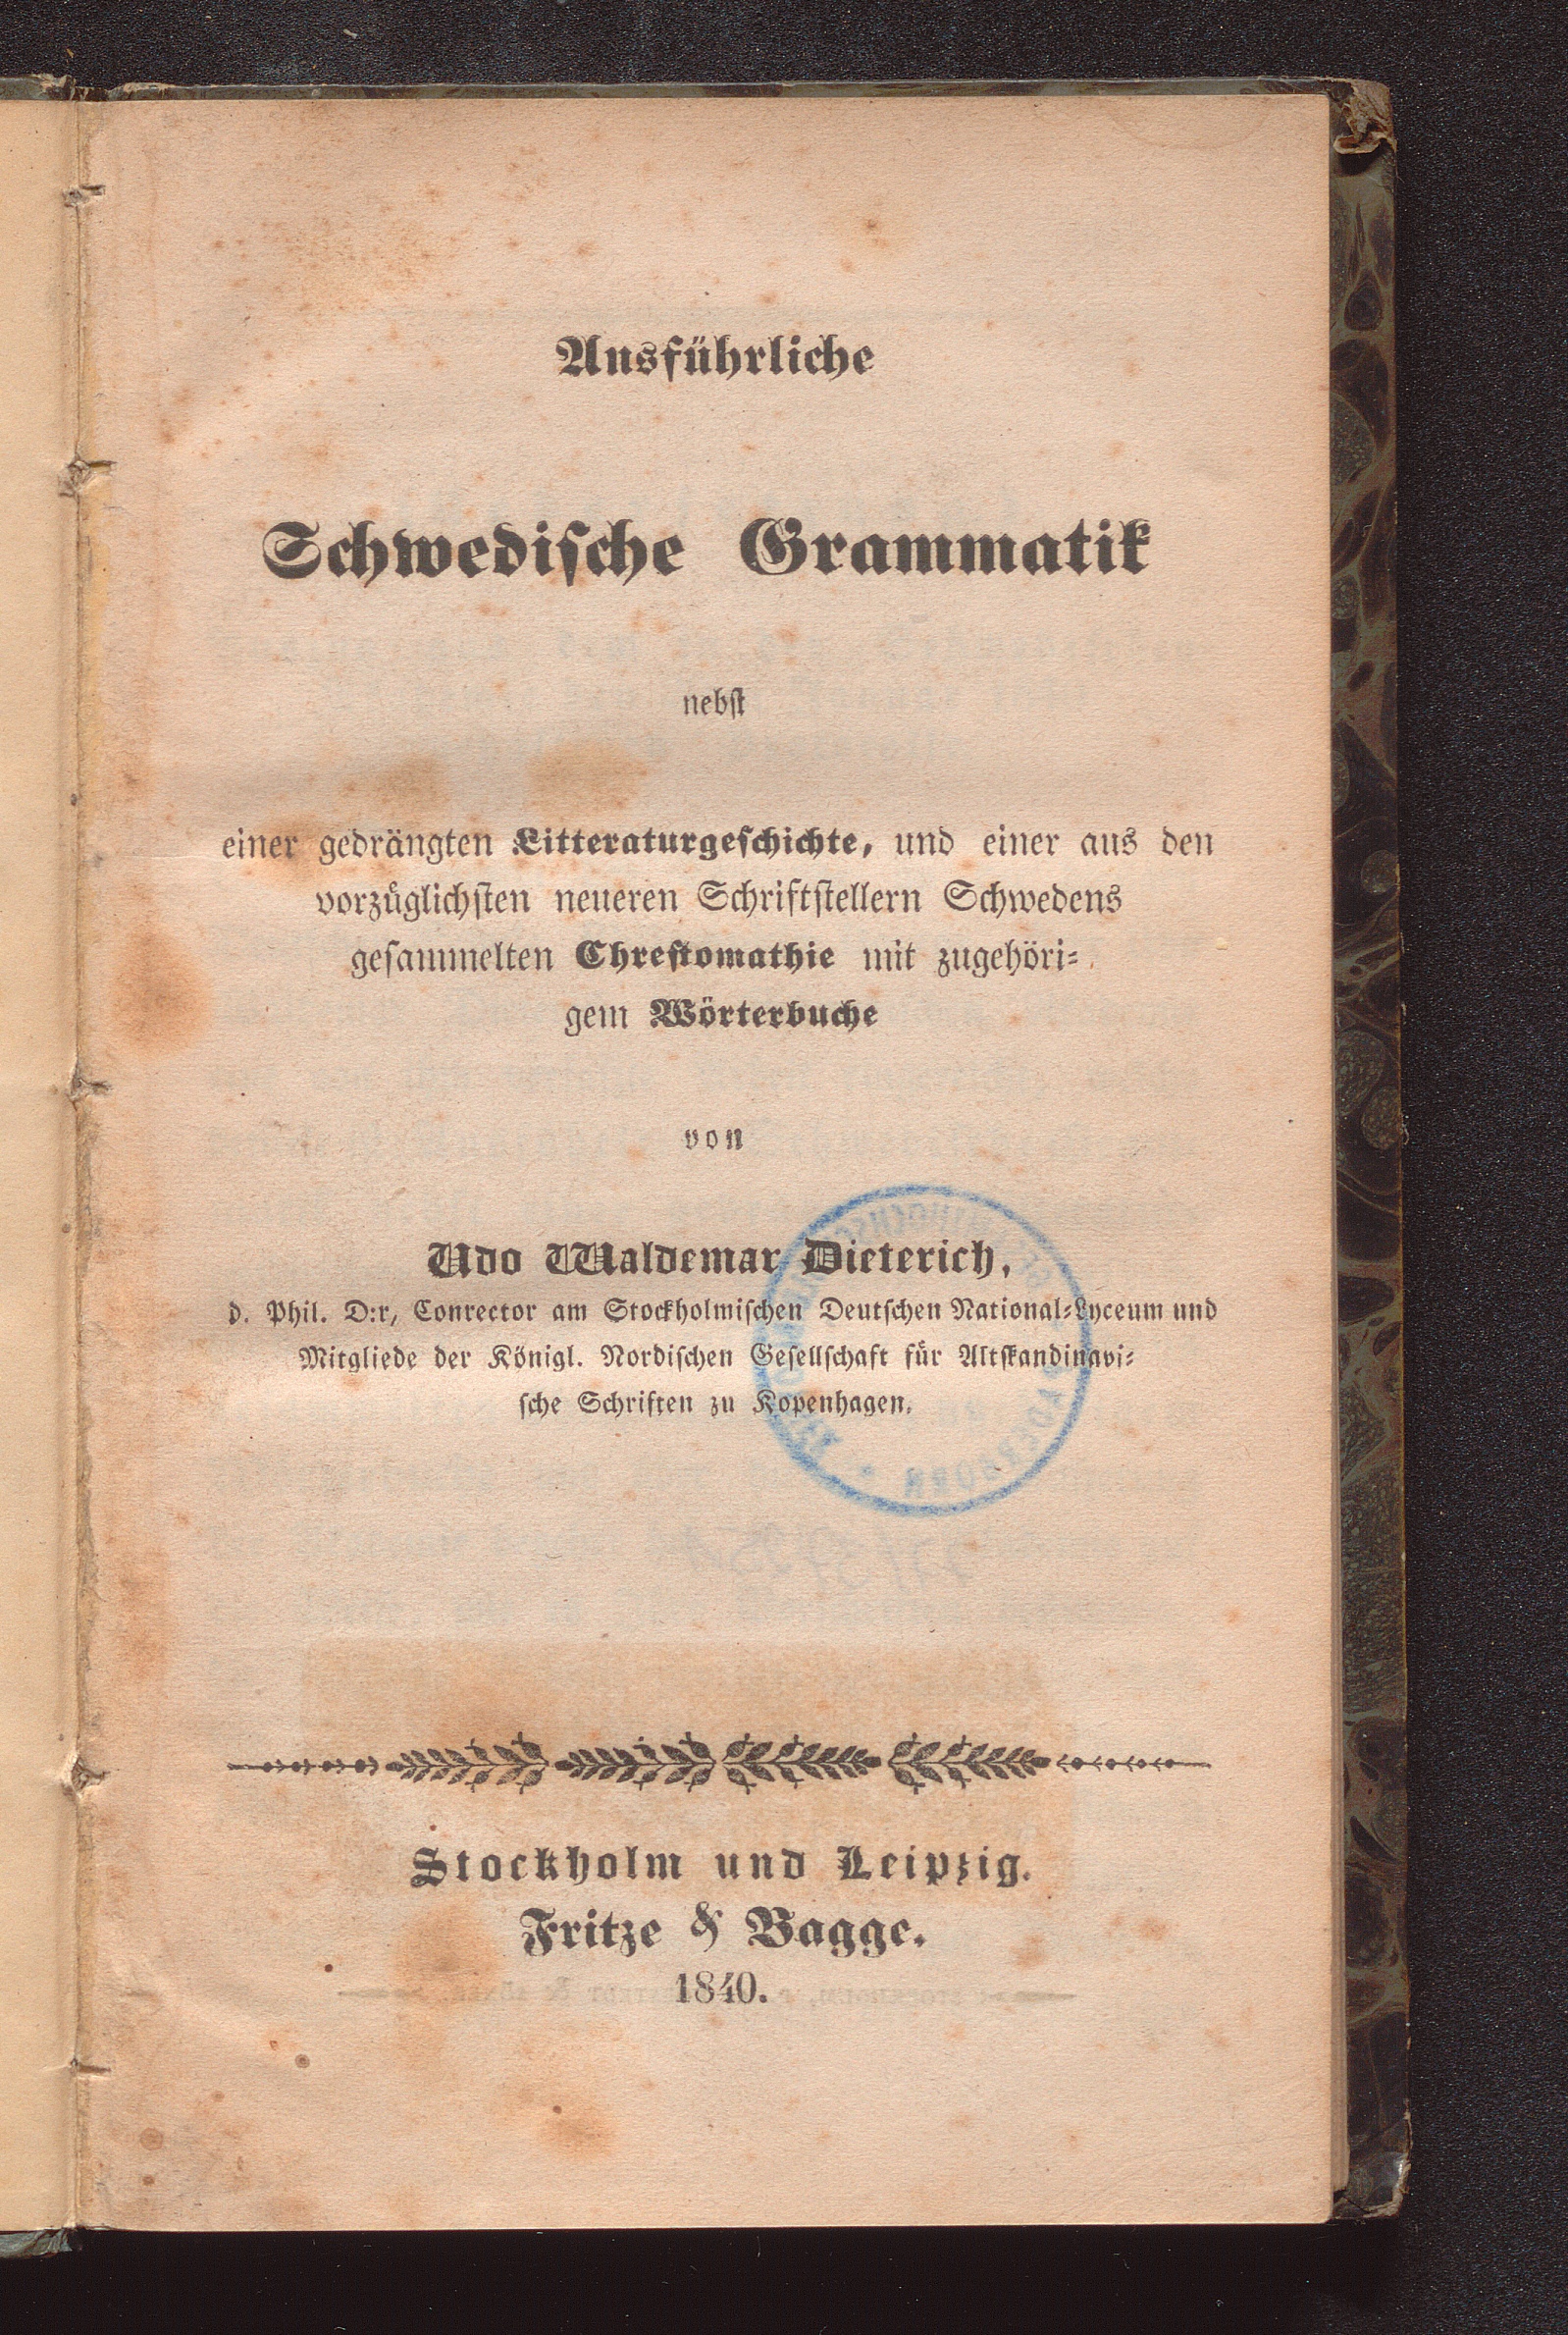 Ausführliche
Schwediſche Grammatik
nebſt
einer gedrängten Litteraturgeſchichte, und einer aus den
vorzüglichſten neueren Schriftſtellern Schwedens
geſammelten Chreſtomathie mit zugehöri⸗
gem Wörterbuche
von
Udo Waldemar Dieterich,
d. Phil. D:r, Conrector am Stockholmiſchen Deutſchen National⸗Lyceum und
Mitgliede der Königl. Nordiſchen Geſellſchaft für Altſkandinavi⸗
ſche Schriften zu Kopenhagen.
Stockholm und Leipzig.
Fritze & Bagge.
1840.